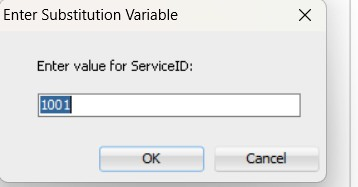 Enter Substitution Variable
Enter value for ServiceID:
1001
OK
Cancel